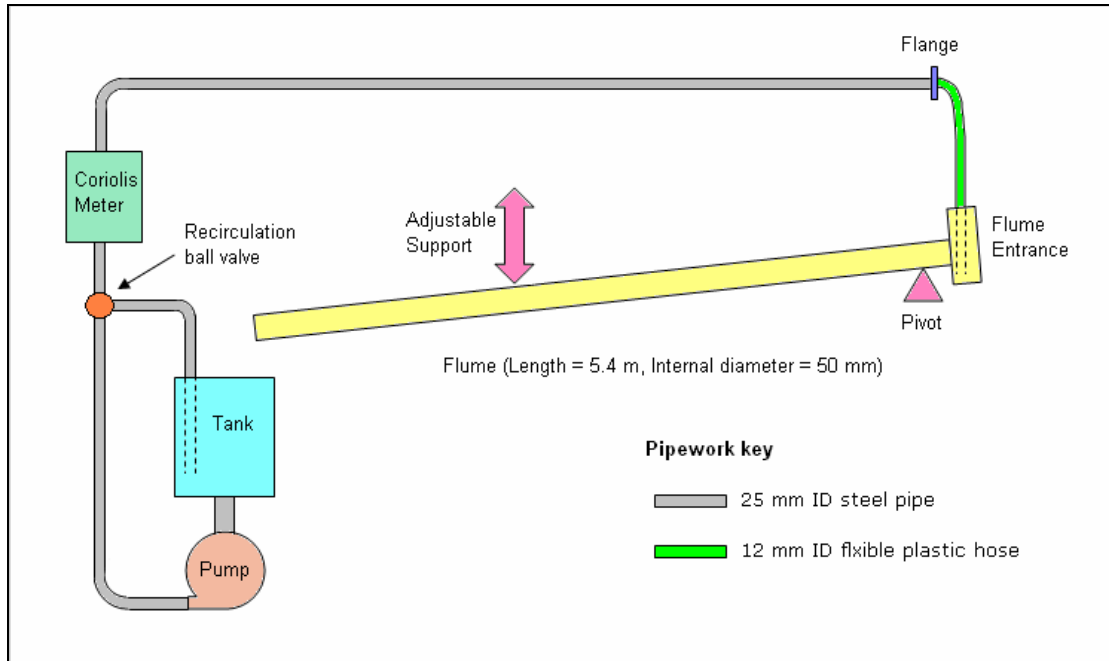 Flange
Coriolis
Meter
Recirculation
ball valve
Adjustable
Support
Flume
Entrance
Pivot
Flume (Length = 5.4 m, Internal diameter = 50 mm)
Tank
Pipework key
25 mm ID steel pipe
12 mm ID flxible plastic hose
Pump